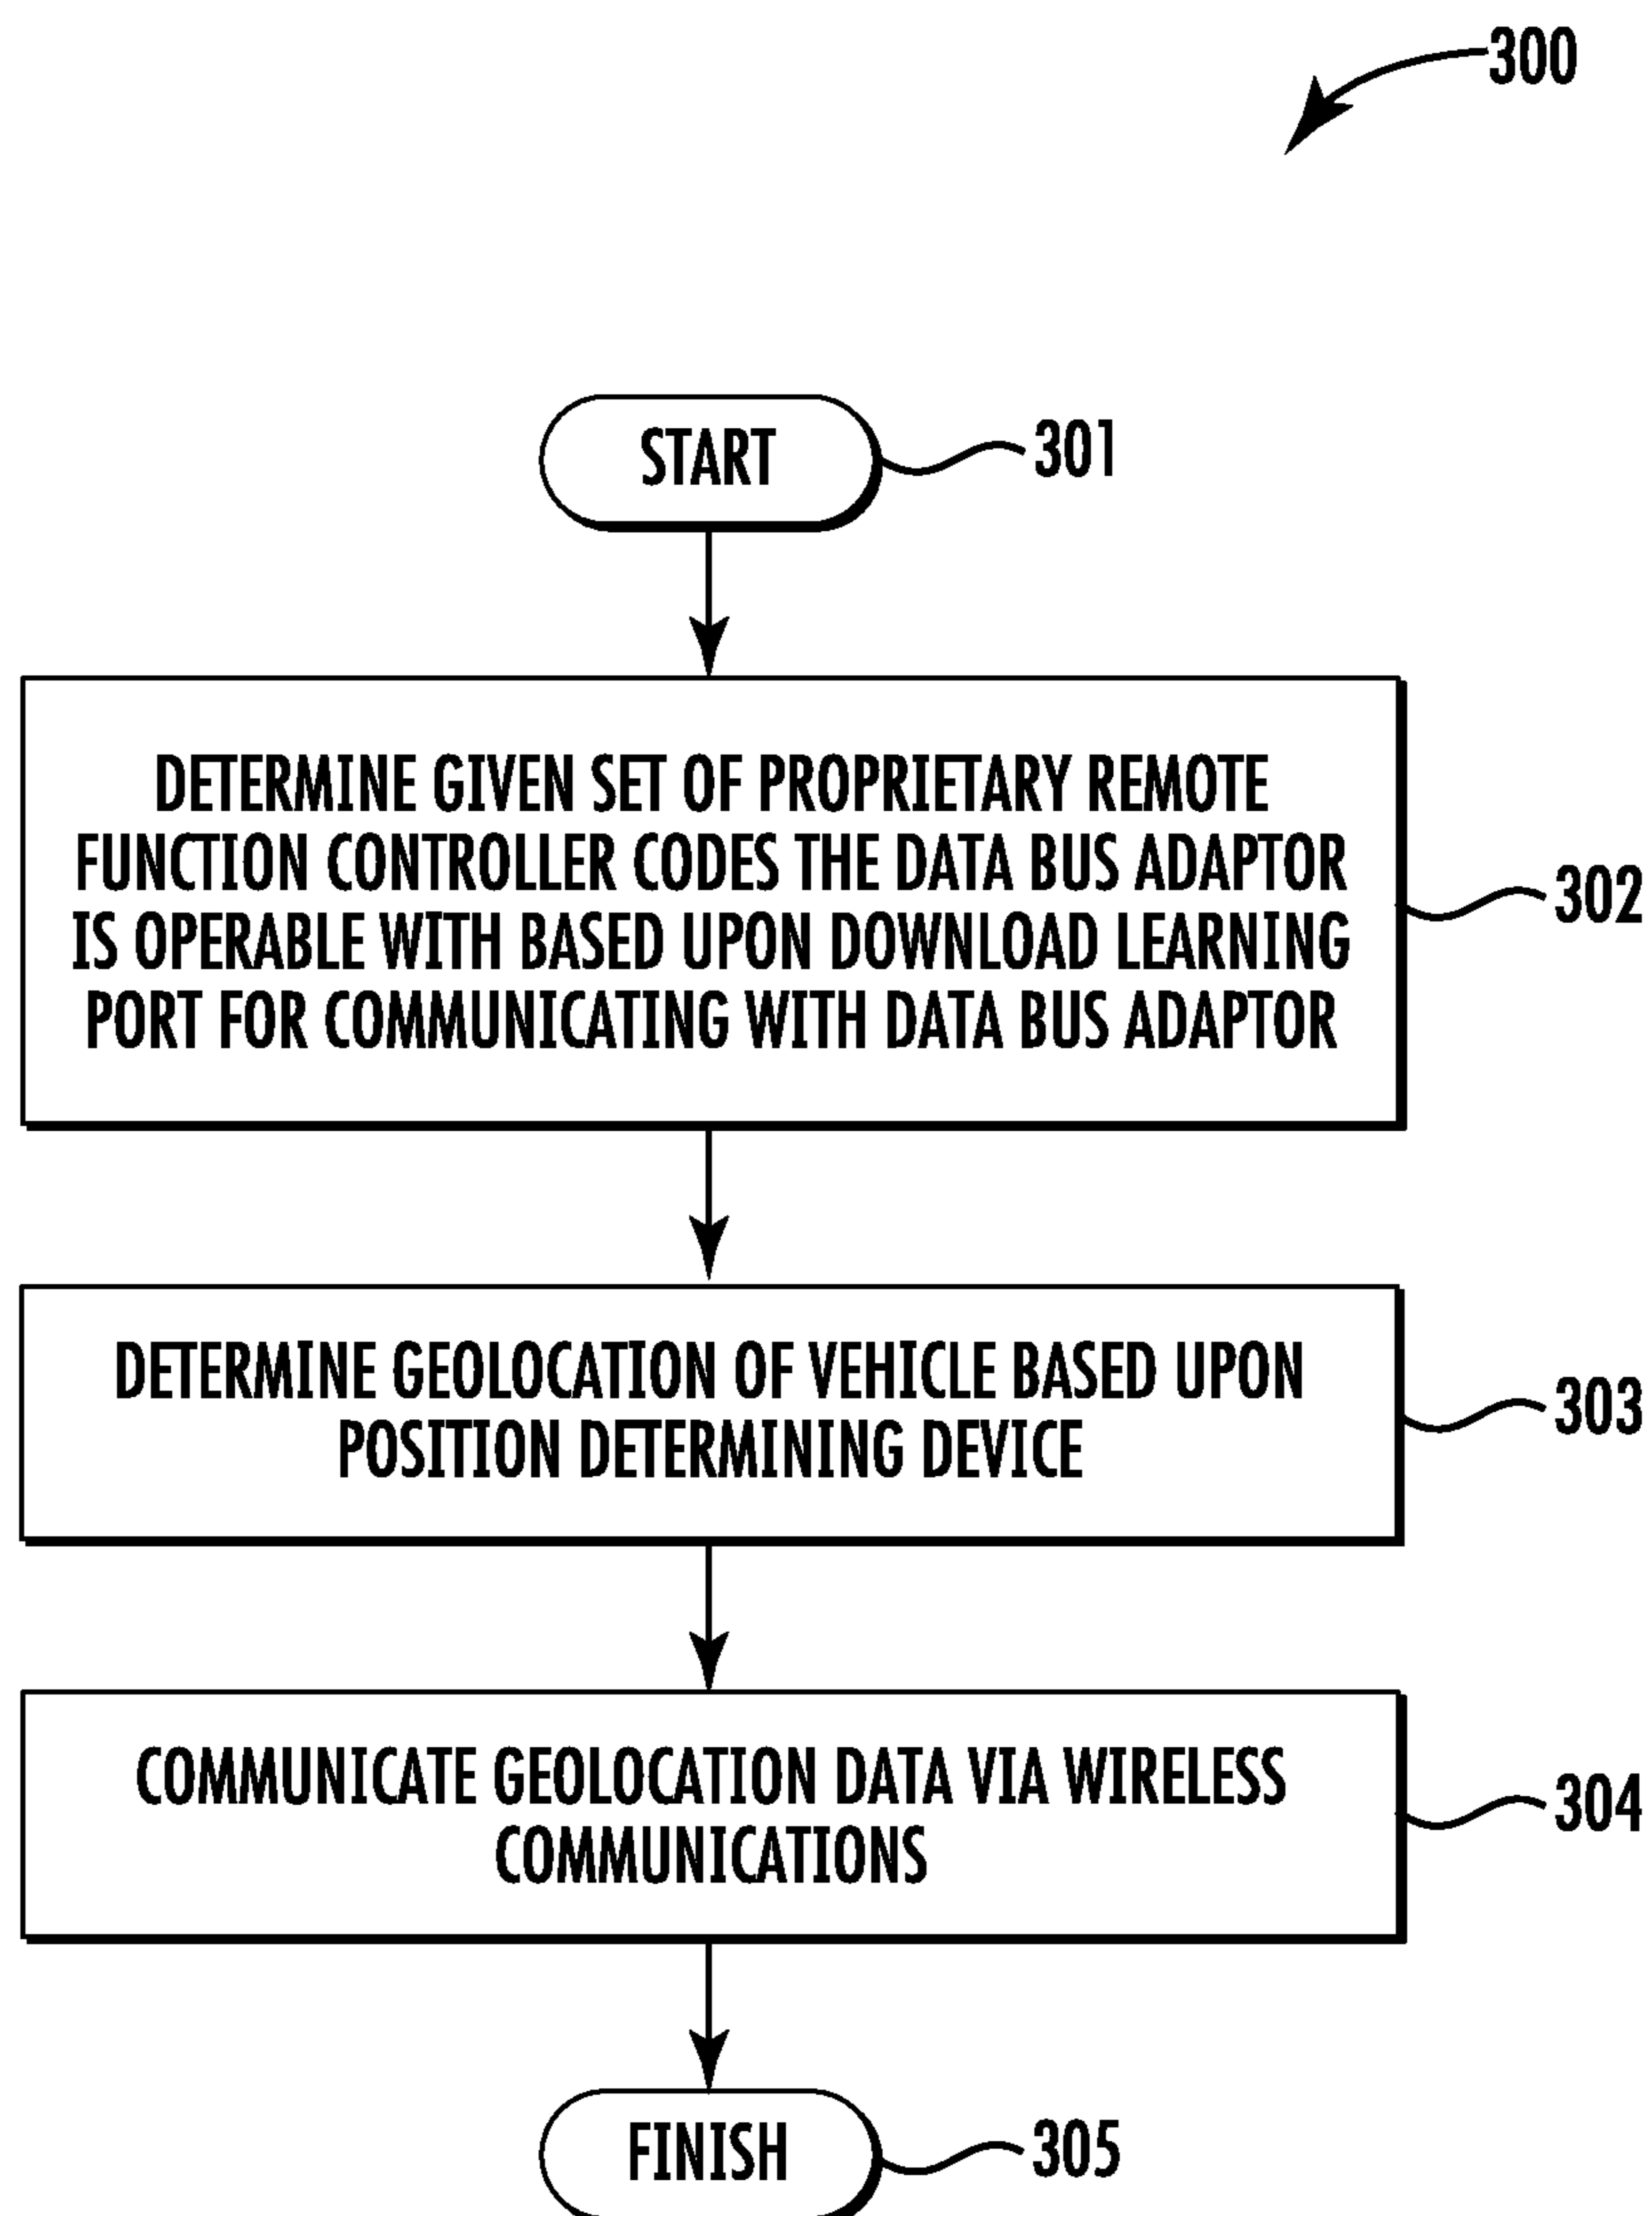 300
START
301
DETERMINE GIVEN SET OF PROPRIETARY REMOTE
FUNCTION CONTROLLER CODES THE DATA BUS ADAPTOR
IS OPERABLE WITH BASED UPON DOWNLOAD LEARNING
PORT FOR COMMUNICATING WITH DATA BUS ADAPTOR
302
DETERMINE GEOLOCATION OF VEHICLE BASED UPON
POSITION DETERMINING DEVICE
303
COMMUNICATE GEOLOCATION DATA VIA WIRELESS
COMMUNICATIONS
304
FINISH
305